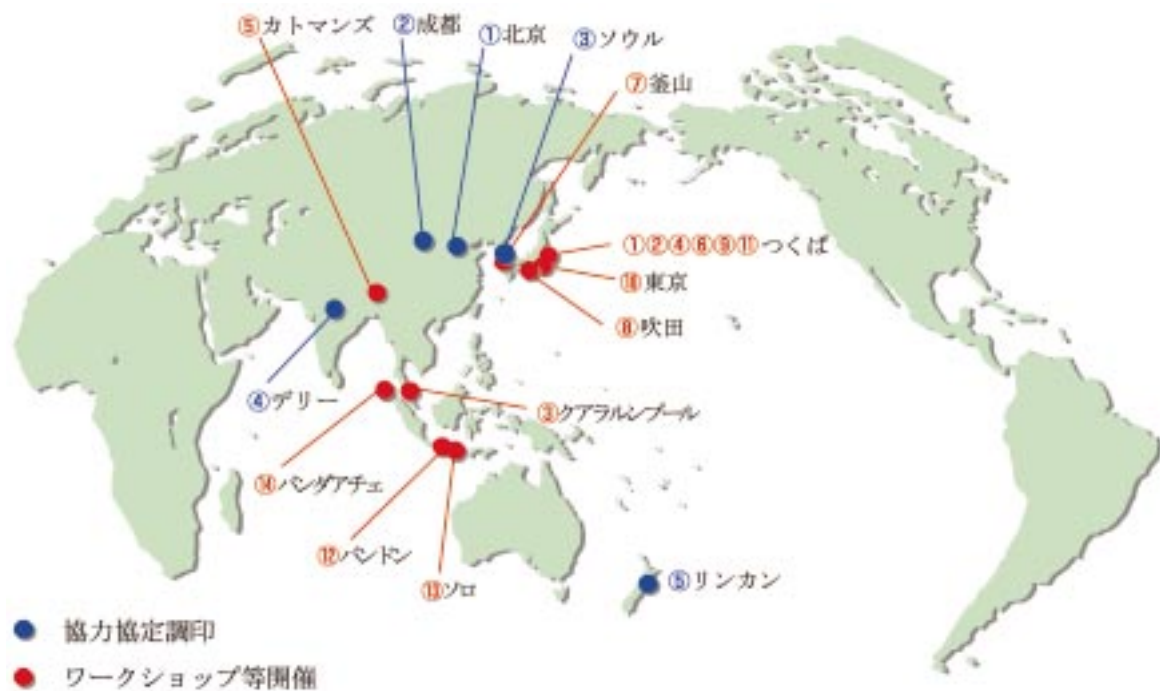 ⑤カトマンズ
②成都
①北京
③ソウル
⑦釜山
①②④⑥⑨⑪つくば
⑩東京
⑧吹田
④デリー
③クアラルンプール
⑭バンダアチェ
⑫バンドン
⑬ソロ
⑤リンカン
協力協定調印
ワークショップ等開催